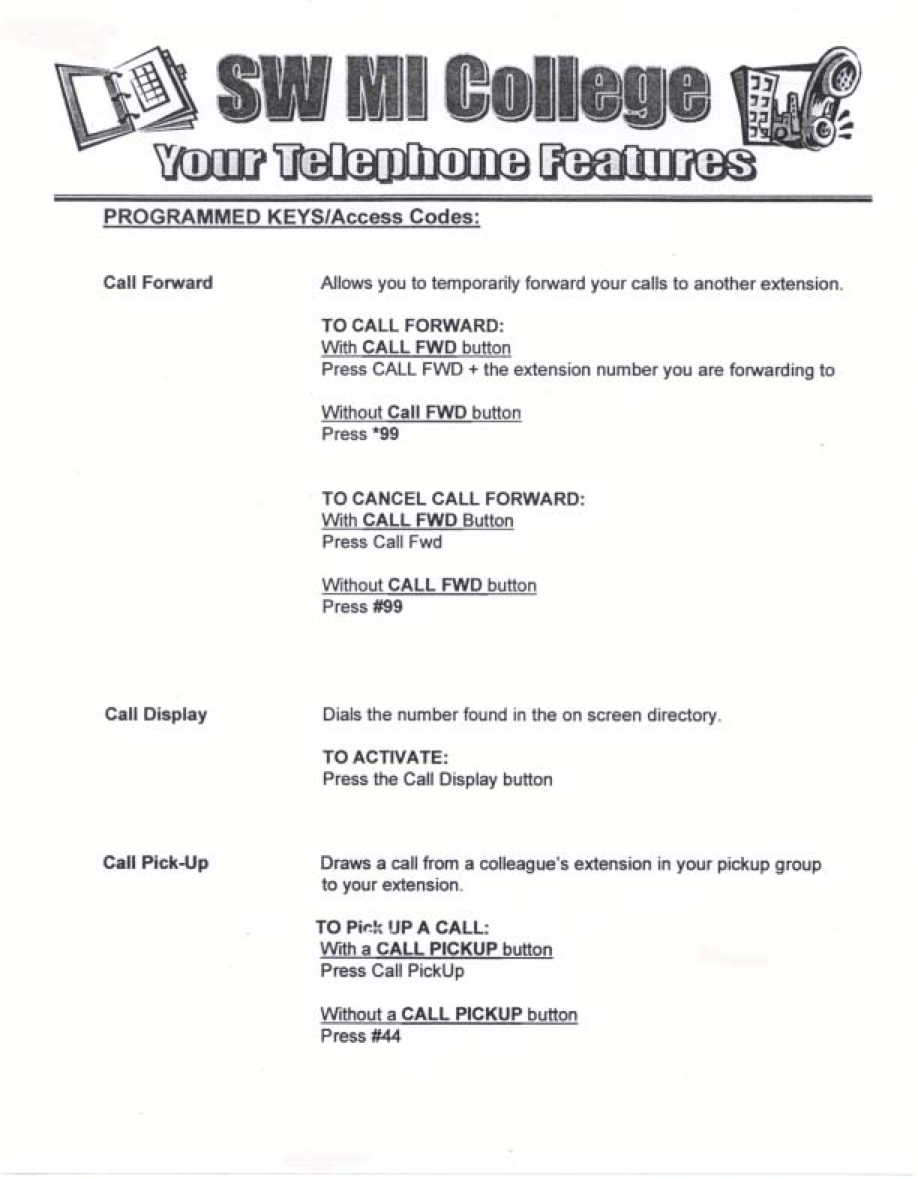 SW MI College
Your Telephone Features
PROGRAMMED KEYS/Access Codes:
Call Forward Allows you to temporarily forward your calls to another extension.
TO CALL FORWARD:
With CALL FWD button
Press CALL FWD + the extension number you are forwarding to
Without Call FWD button
Press *99
TO CANCEL CALL FORWARD:
With CALL FWD Button
Press Call Fwd
Without CALL FWD button
Press #99
Call Display Dials the number found in the on screen directory.
TO ACTIVATE:
Press the Call Display button
Call Pick-Up Draws a call from a colleague's extension in your pickup group
to your extension.
TO Pick UP A CALL:
With a CALL PICKUP button
Press Call PickUp
Without a CALL PICKUP button
Press #44